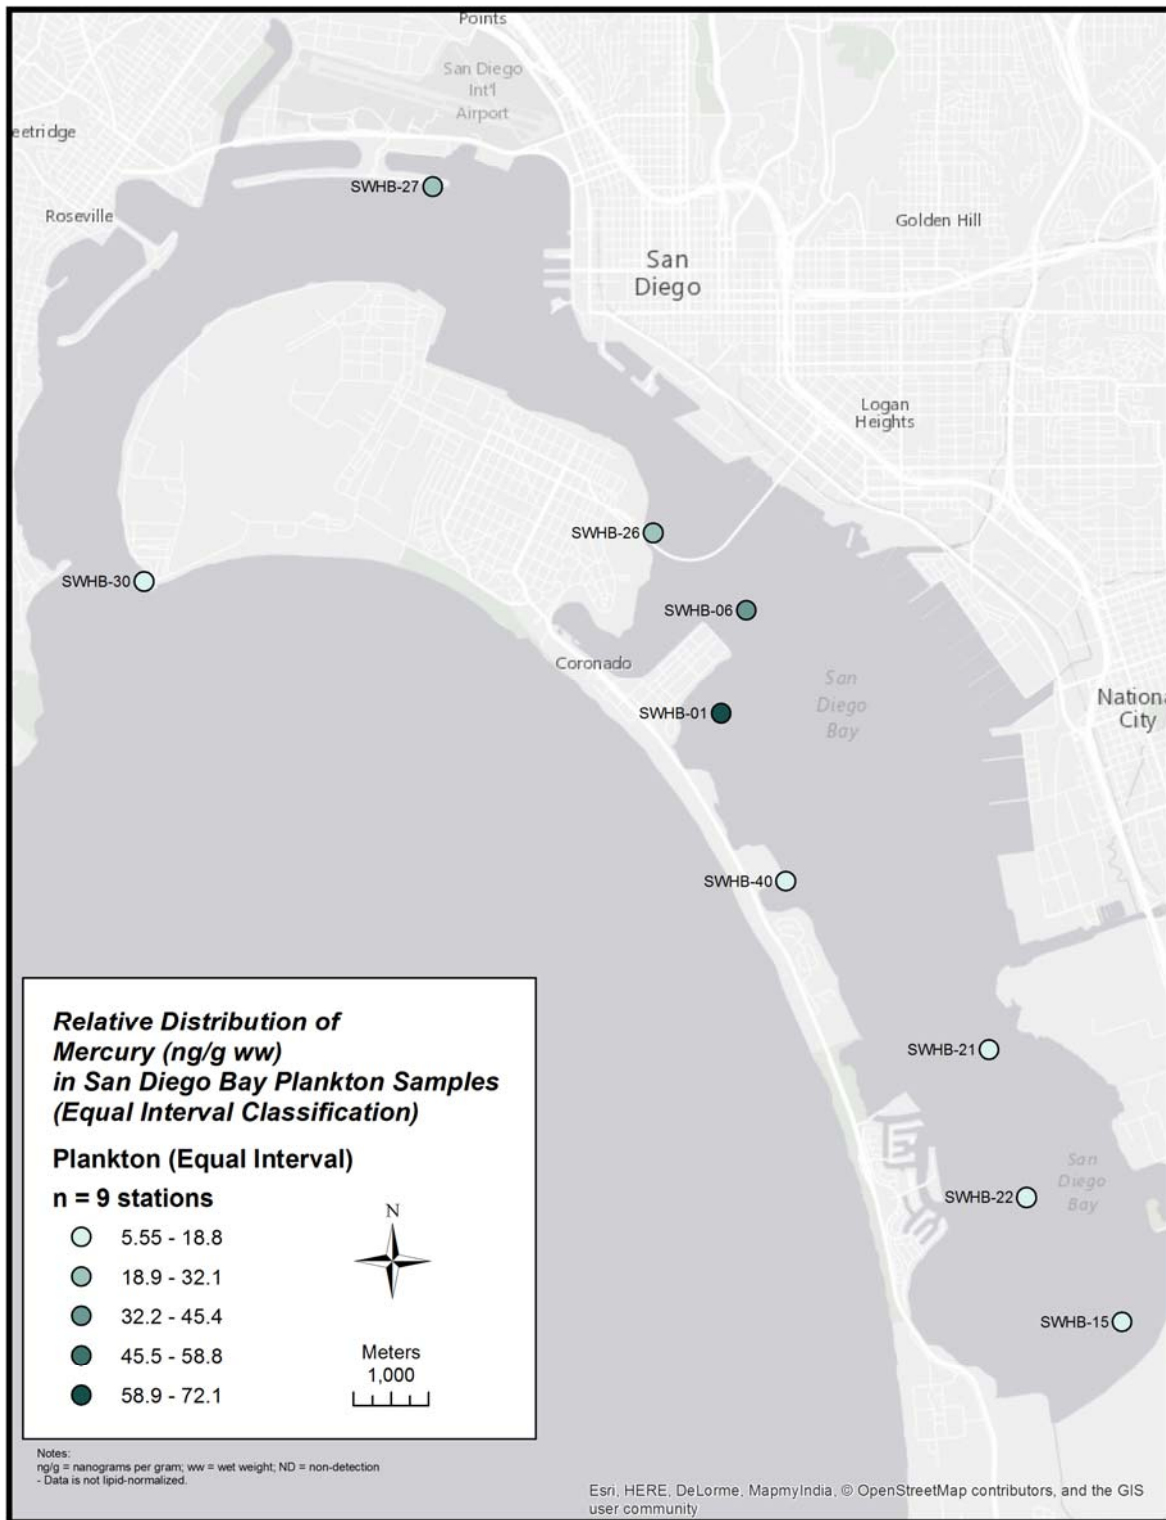 Points
San Diego
Int'l
Airport
eetridge
SWHB-27
Roseville
Golden Hill
San
Diego
Logan
Heights
SWHB-26
SWHB-30
SWHB-06
Coronado
San
Diego
Bay
Nationa
City
SWHB-01
SWHB-40
SWHB-21
San
Diego
Bay
SWHB-22
SWHB-15
Relative Distribution of
Mercury (ng/g ww)
in San Diego Bay Plankton Samples
(Equal Interval Classification)
Plankton (Equal Interval)
n = 9 stations
5.55 - 18.8
18.9 - 32.1
32.2 - 45.4
45.5 - 58.8
58.9 - 72.1
N
Meters
1,000
Notes:
ng/g = nanograms per gram; ww = wet weight; ND = non-detection
- Data is not lipid-normalized.
Esri, HERE, DeLorme, MapmyIndia, © OpenStreetMap contributors, and the GIS
user community